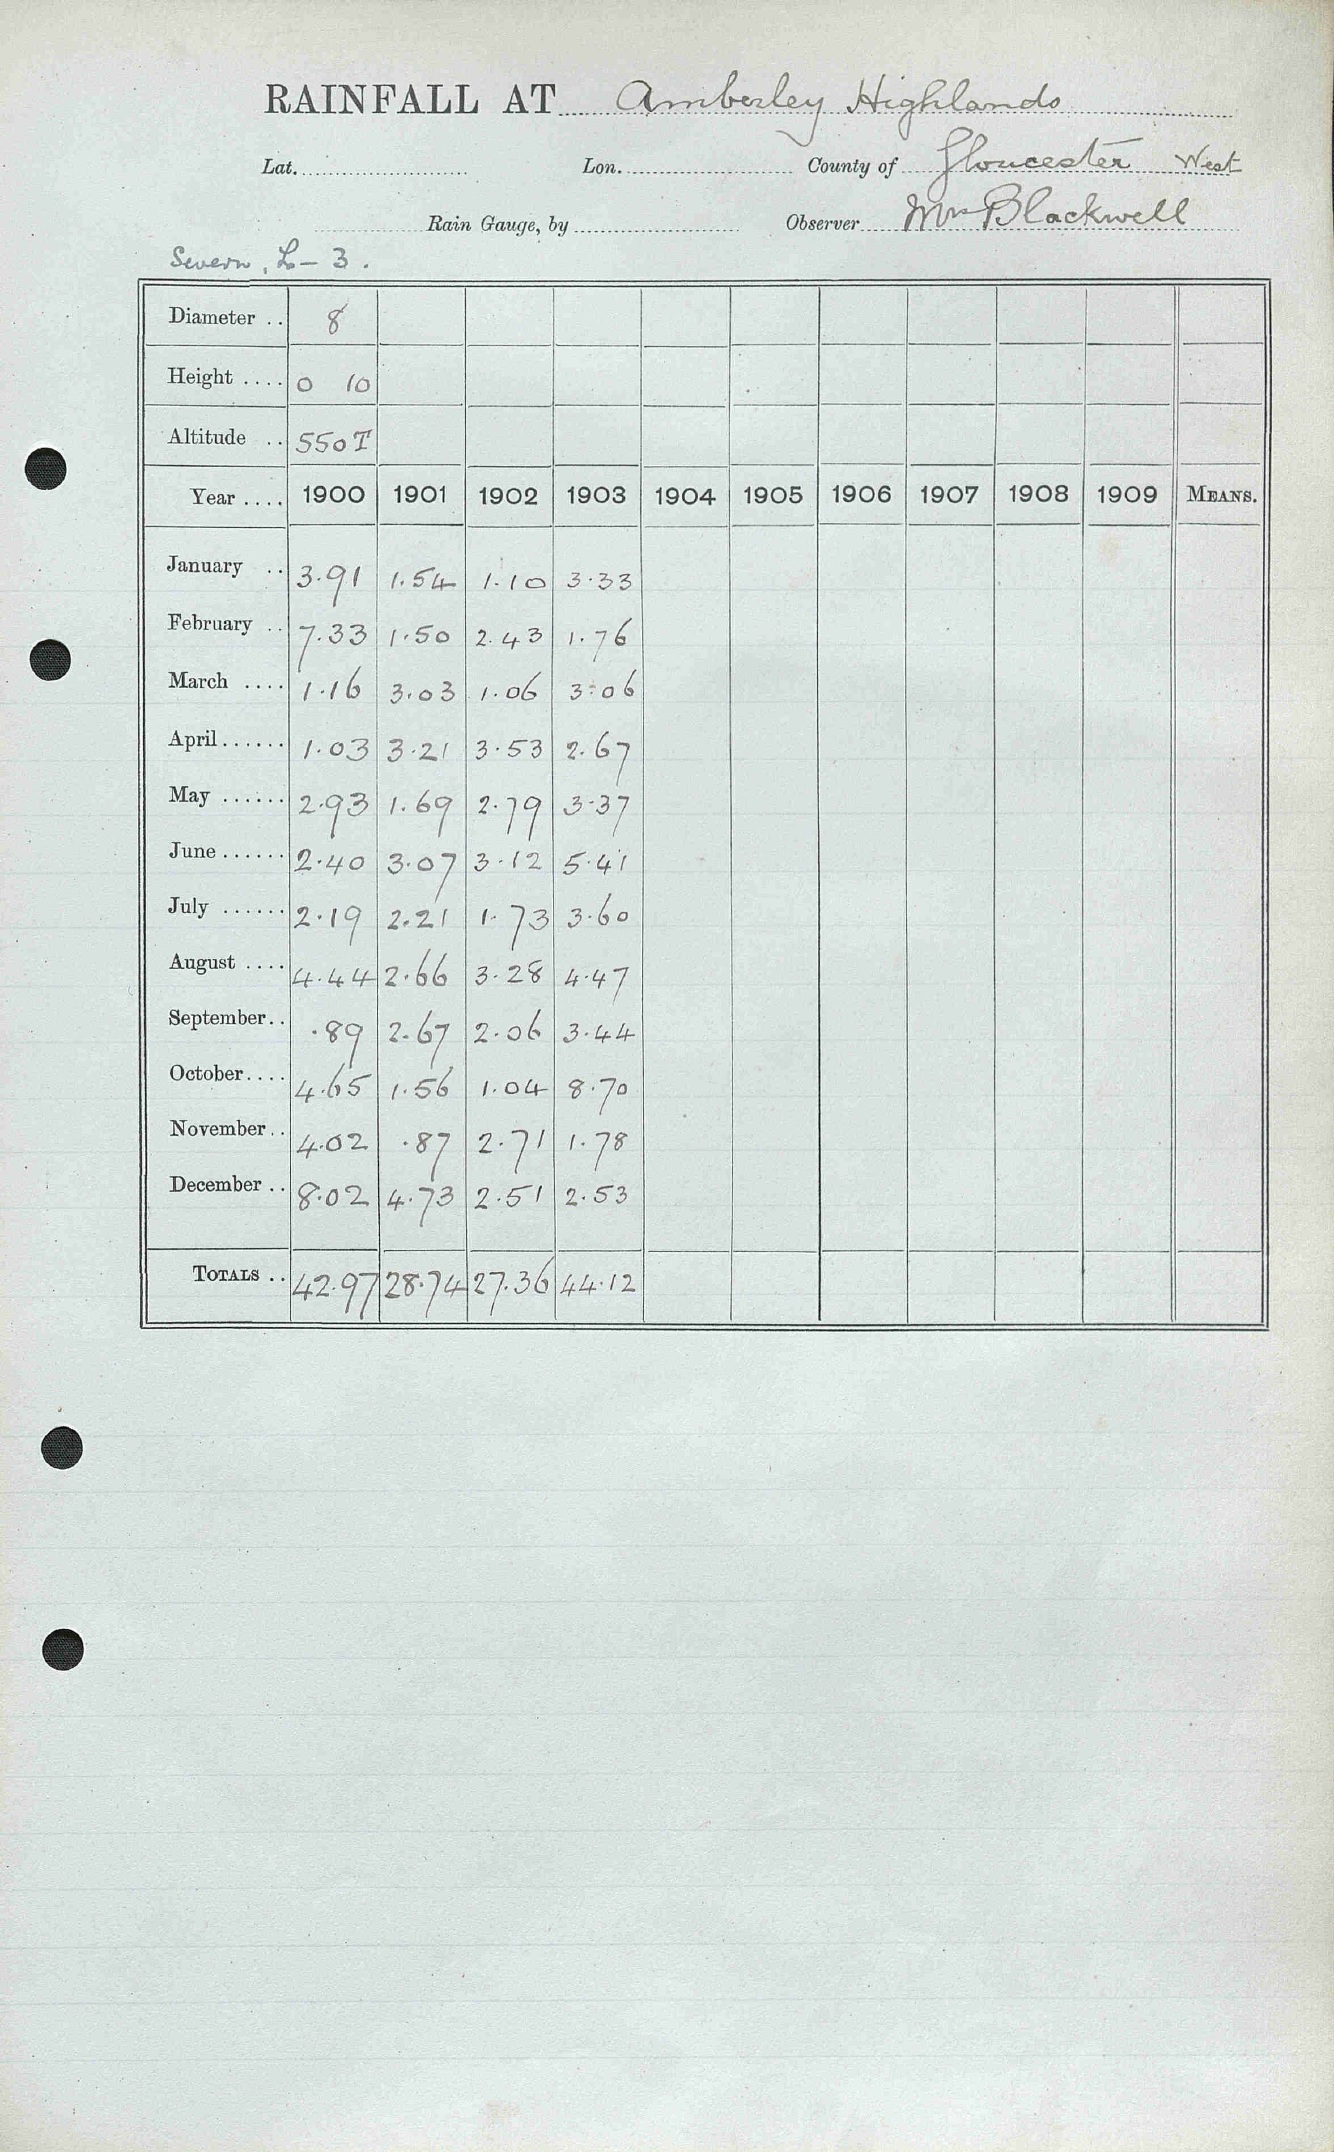 RAINFALL AT Amberley Highlands
Lat. Lon. County of Gloucester West
Rain Gauge, by Observer Mrs Blackwell
Severn, L - 3.
Diameter .. 8
Height .... 0 10
Altitude .. 550T
Year .... 1900 1901 1902 1903 1904 1905 1906 1907 1908 1909 MEANS.
January .. 3.91 1.54 1.10 3.33
February .. 7.33 1.50 2.43 1.76
March .... 1.16 3.03 1.06 3.06
April...... 1.03 3.21 3.53 2.67
May ...... 2.93 1.69 2.79 3.37
June ...... 2.40 3.07 3.12 5.41
July ...... 2.19 2.21 1.73 3.60
August .... 4.44 2.66 3.28 4.47
September.. .89 2.67 2.06 3.44
October.... 4.65 1.56 1.04 8.70
November.. 4.02 .87 2.71 1.78
December .. 8.02 4.73 2.51 2.53
TOTALS .. 42.97 28.74 27.36 44.12